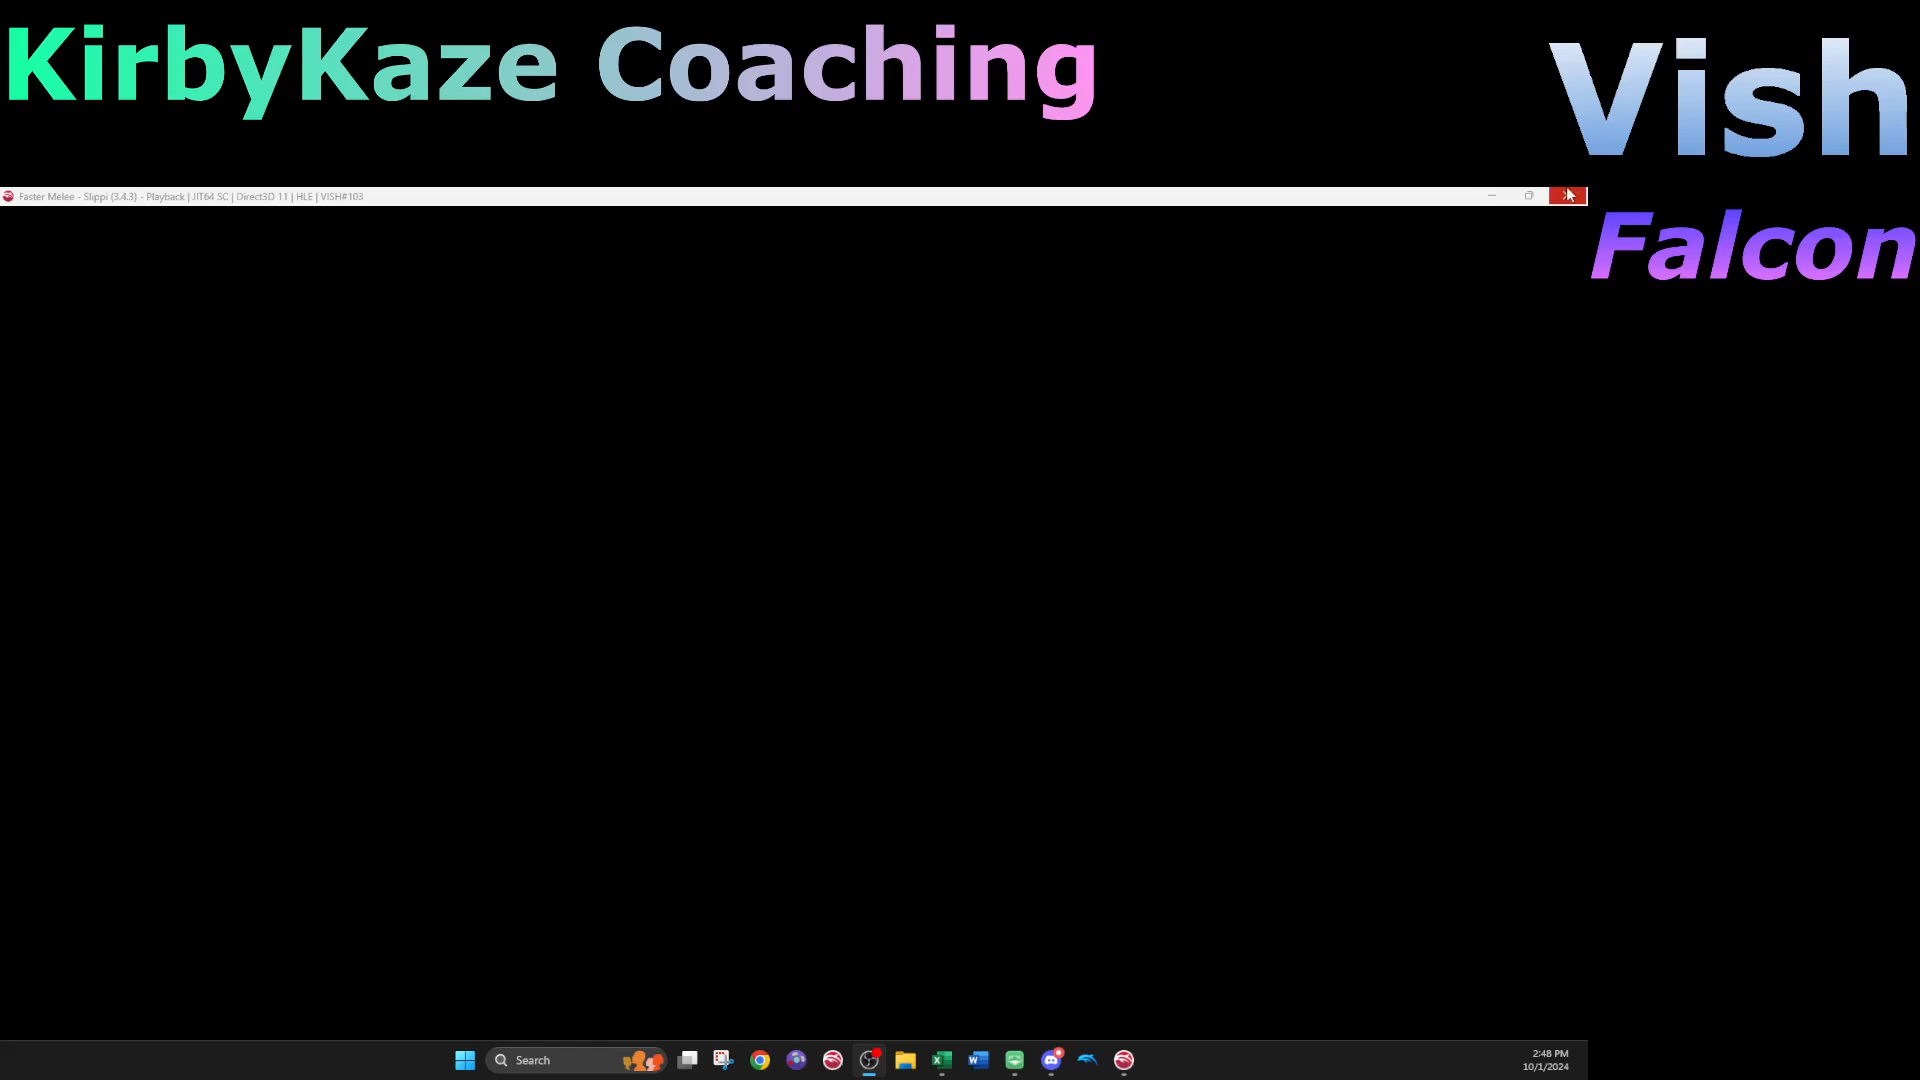 KirbyKaze Coaching
Vish
Faster Melee - Slippi (3.4.3) - Playback | JIT64 SC | Direct3D 11 | HLE | VISH#103
Falcon
Search
2:48 PM
10/1/2024